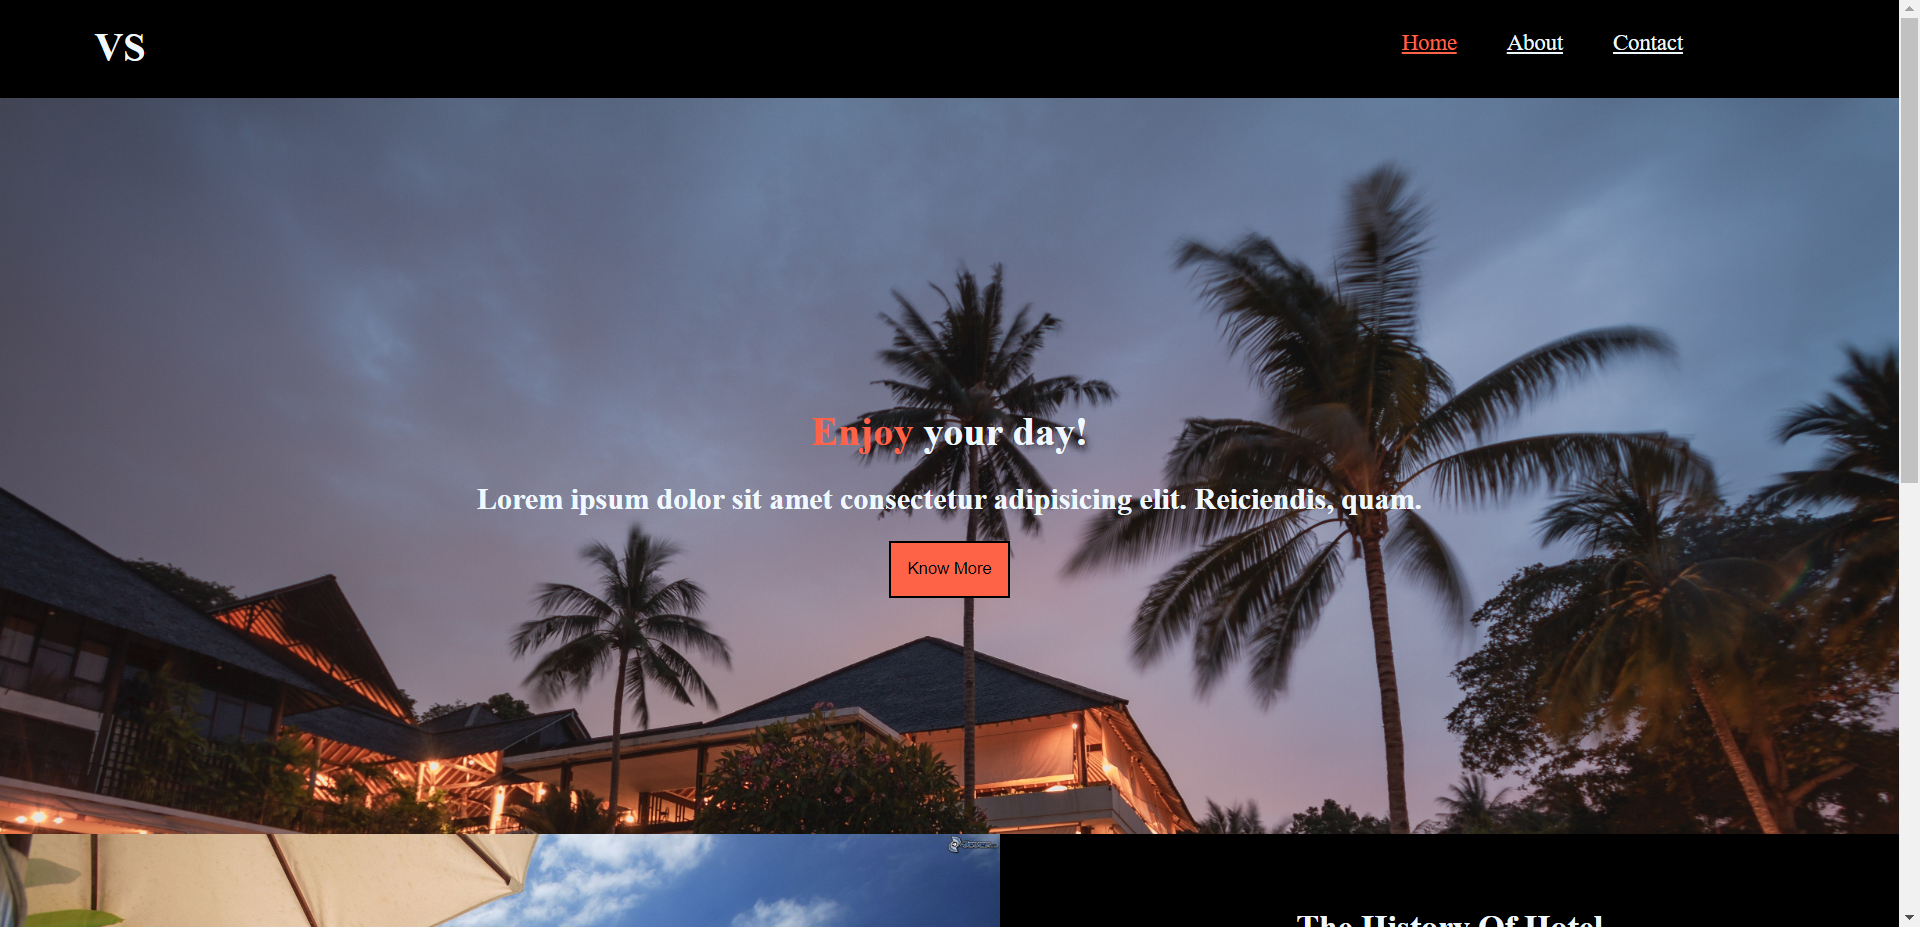 VS
Home About Contact
Enjoy your day!
Lorem ipsum dolor sit amet consectetur adipisicing elit. Reiciendis, quam.
Know More
The History Of Hotel